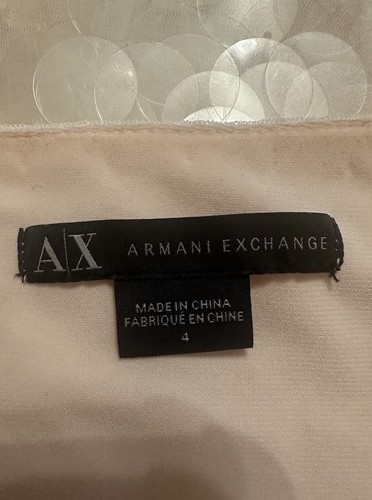 A|X ARMANI EXCHANGE
MADE IN CHINA
FABRIQUÉ EN CHINE
4